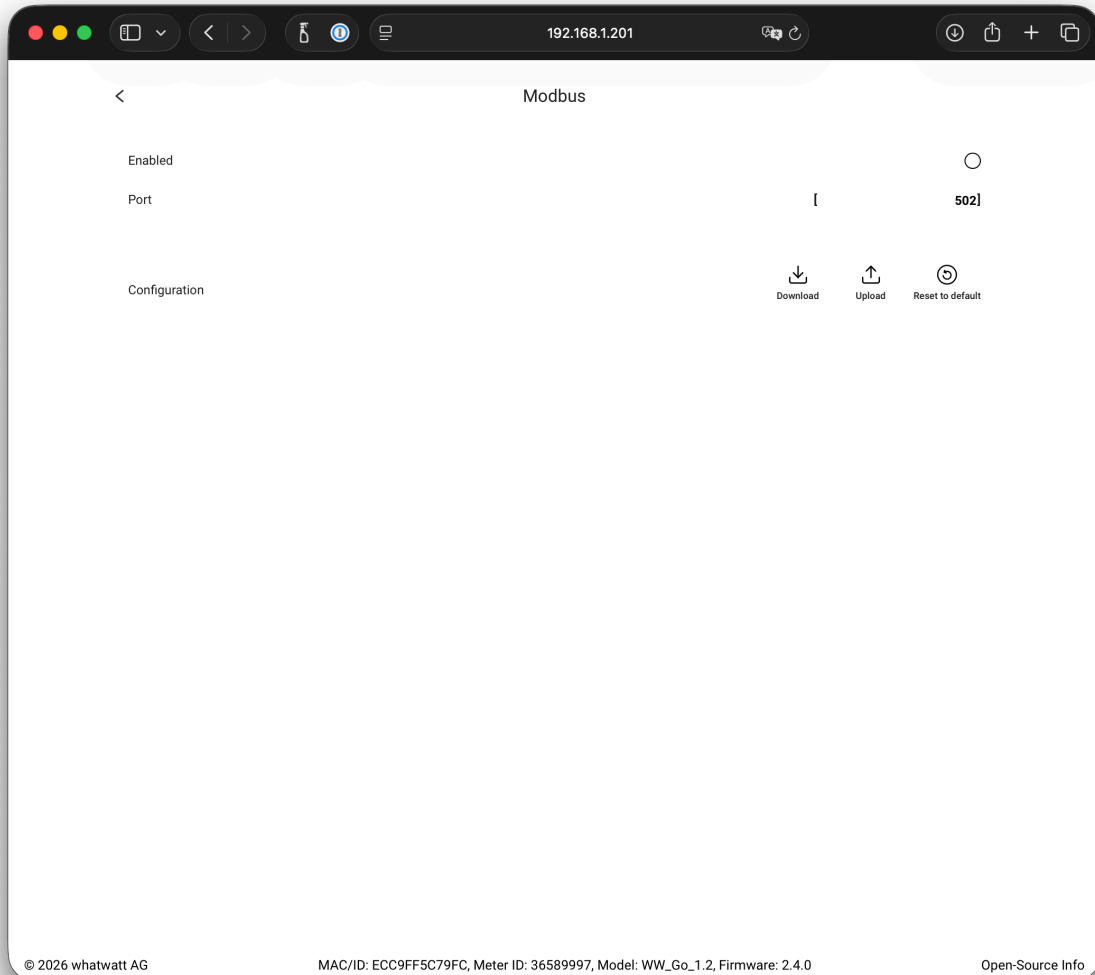 192.168.1.201
Modbus
Enabled
Port [ 502]
Configuration
Download Upload Reset to default
© 2026 whatwatt AG MAC/ID: ECC9FF5C79FC, Meter ID: 36589997, Model: WW_Go_1.2, Firmware: 2.4.0 Open-Source Info